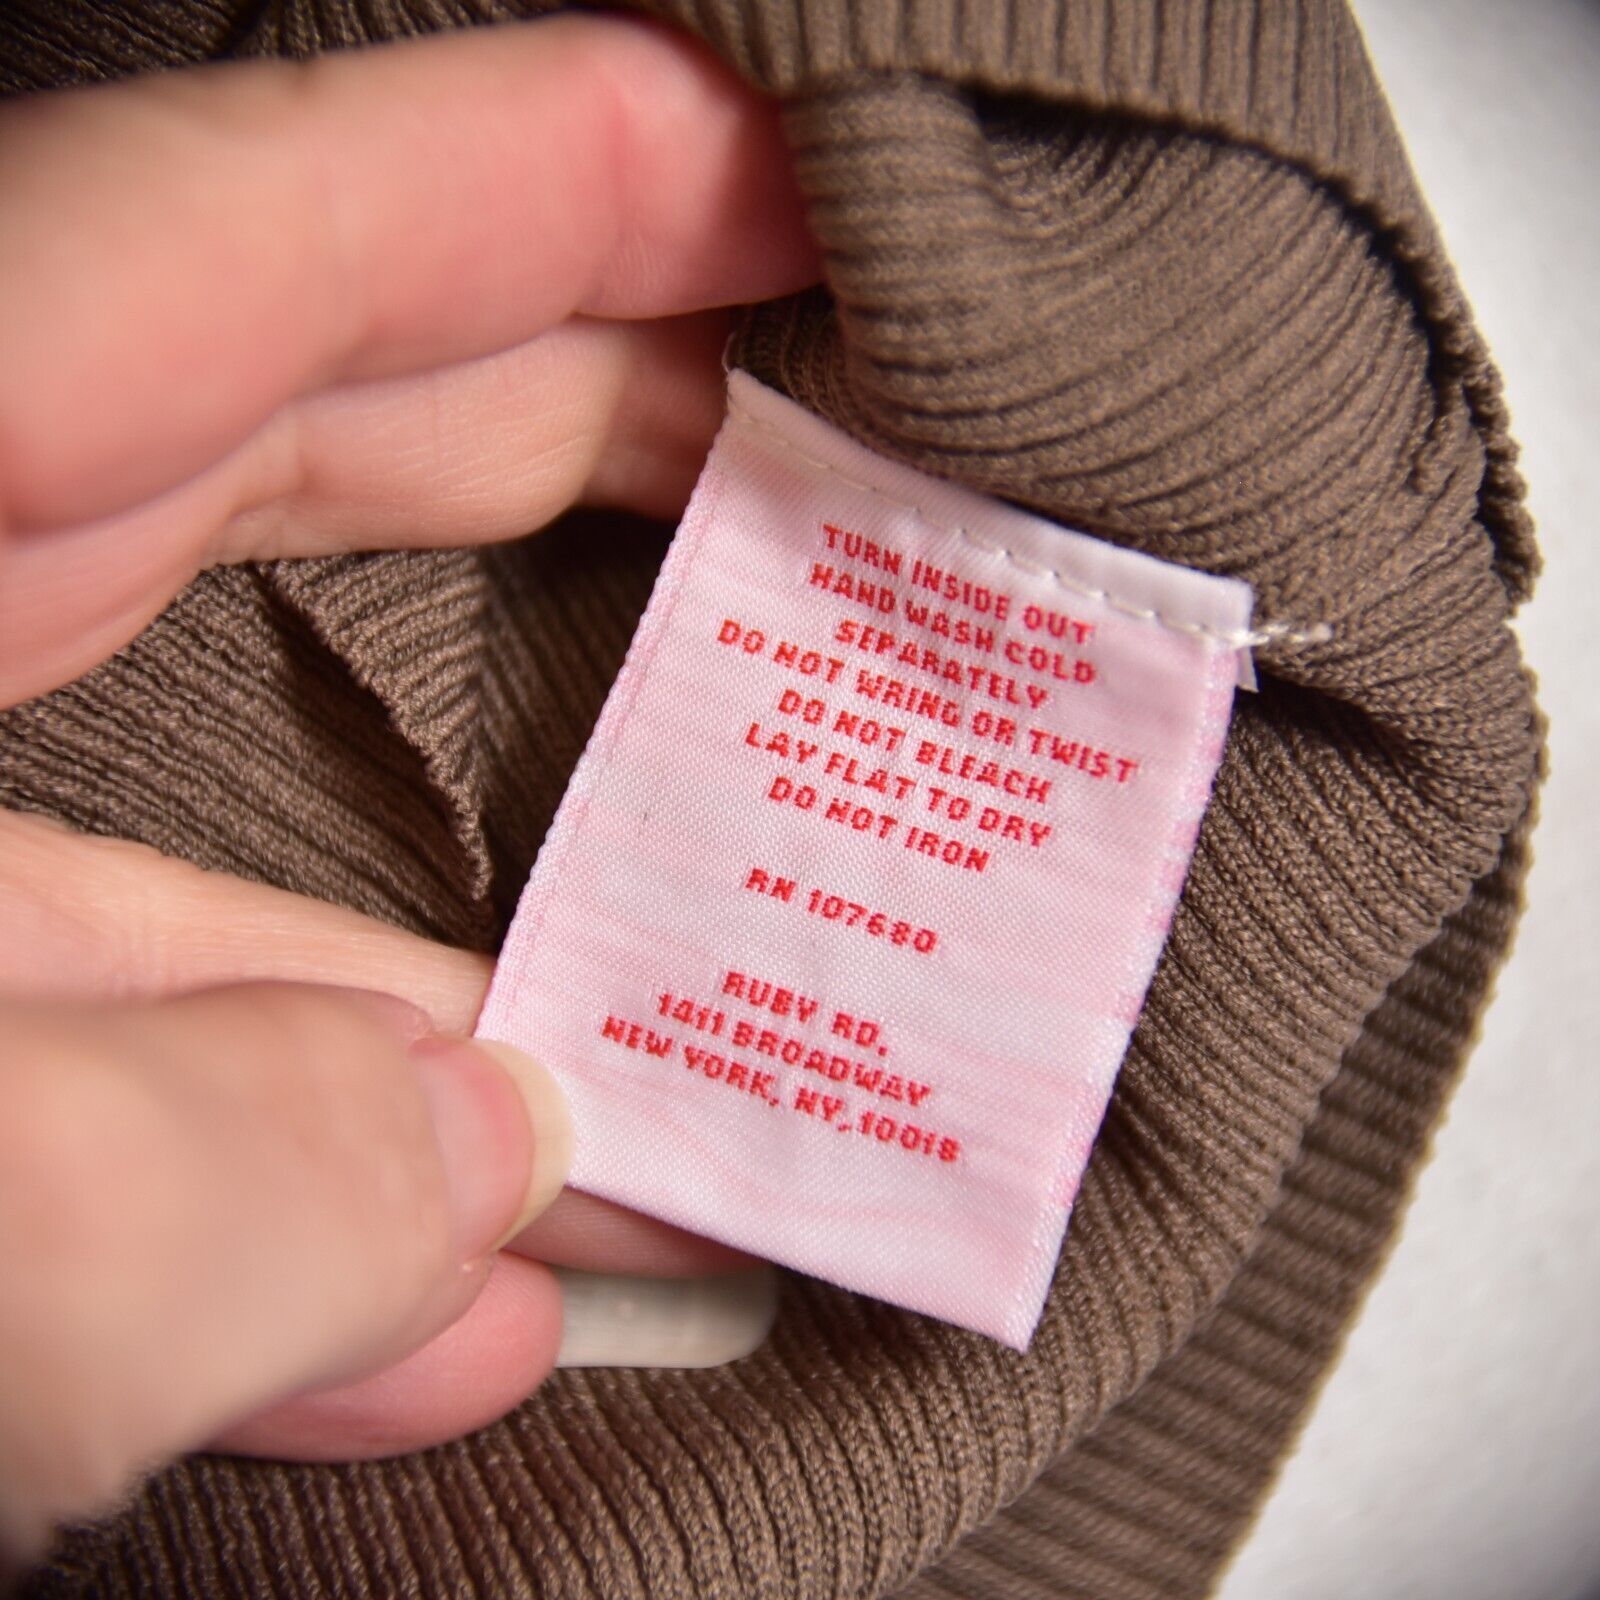 TURN INSIDE OUT
HAND WASH COLD
SEPARATELY
DO NOT WRING OR TWIST
DO NOT BLEACH
LAY FLAT TO DRY
DO NOT IRON
RN 107680
RUBY RD.
1411 BROADWAY
NEW YORK, NY, 10018